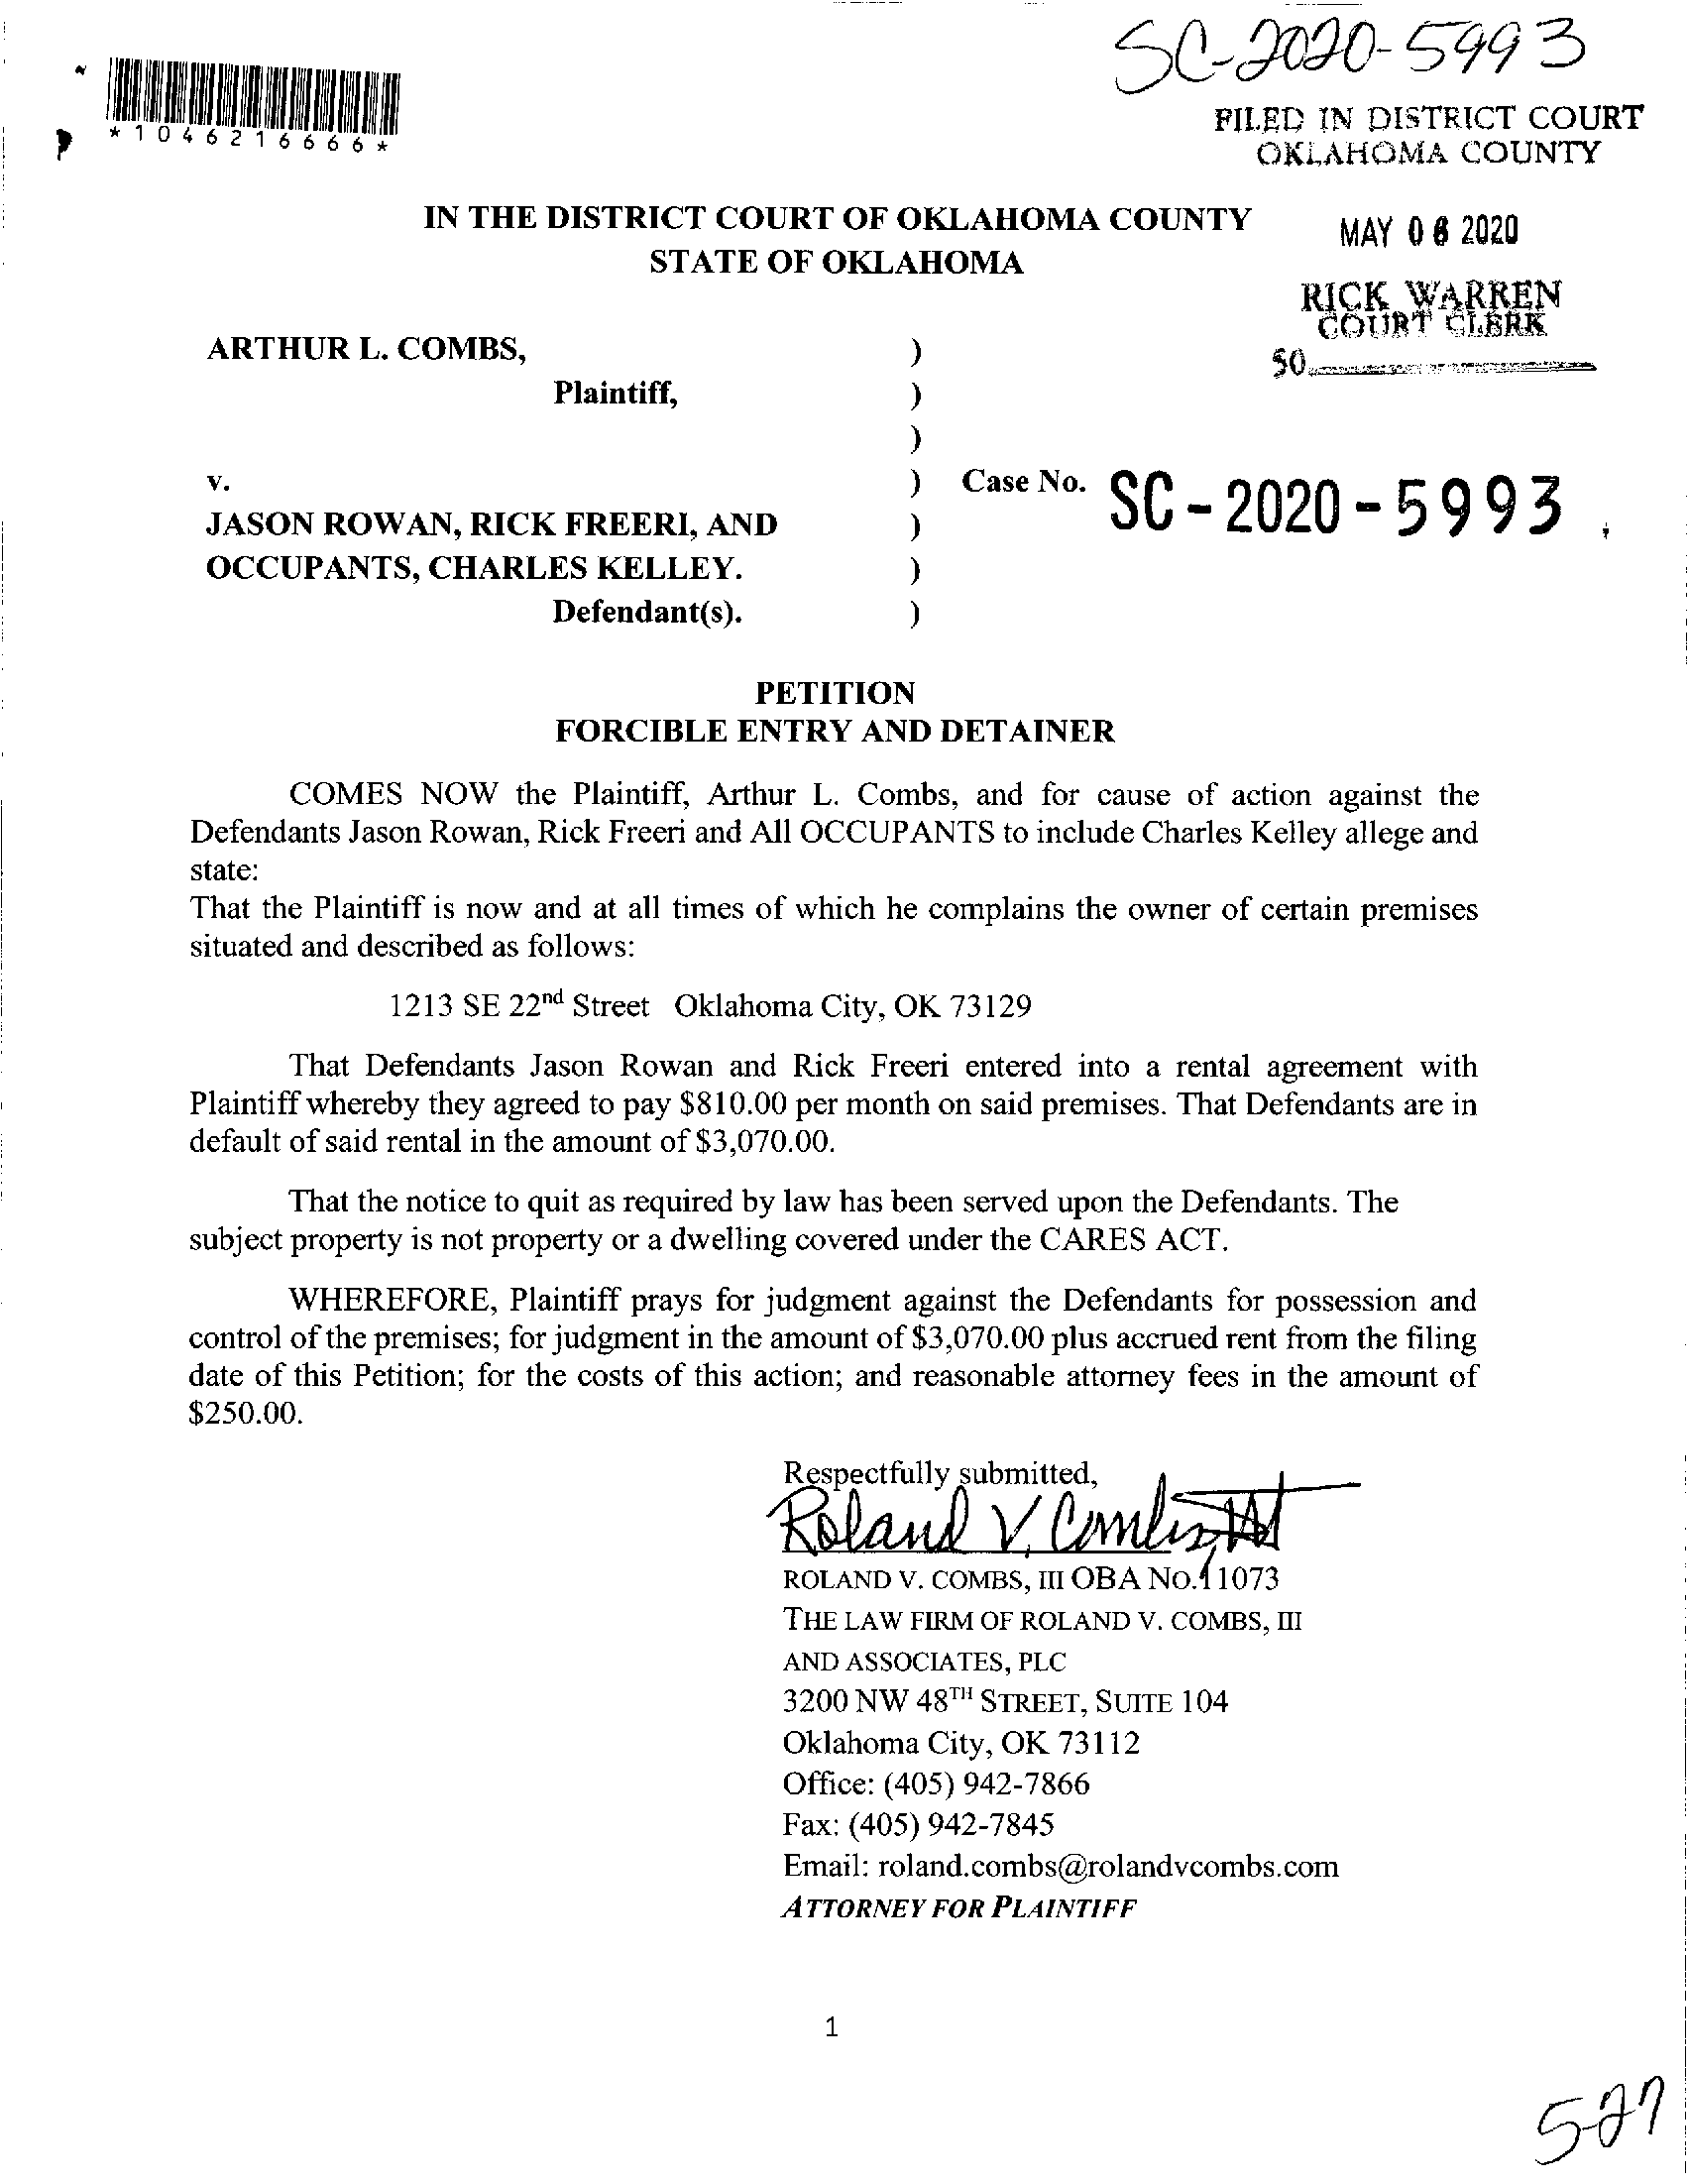 SC-2020-5993
*1046216666*
FILED IN DISTRICT COURT
OKLAHOMA COUNTY
IN THE DISTRICT COURT OF OKLAHOMA COUNTY
STATE OF OKLAHOMA
MAY 06 2020
RICK WARREN
COURT CLERK
50
ARTHUR L. COMBS, )
Plaintiff, )
)
v. ) Case No. SC-2020-5993
JASON ROWAN, RICK FREERI, AND )
OCCUPANTS, CHARLES KELLEY. )
Defendant(s). )
PETITION
FORCIBLE ENTRY AND DETAINER
COMES NOW the Plaintiff, Arthur L. Combs, and for cause of action against the
Defendants Jason Rowan, Rick Freeri and All OCCUPANTS to include Charles Kelley allege and
state:
That the Plaintiff is now and at all times of which he complains the owner of certain premises
situated and described as follows:
1213 SE 22nd Street Oklahoma City, OK 73129
That Defendants Jason Rowan and Rick Freeri entered into a rental agreement with
Plaintiff whereby they agreed to pay $810.00 per month on said premises. That Defendants are in
default of said rental in the amount of $3,070.00.
That the notice to quit as required by law has been served upon the Defendants. The
subject property is not property or a dwelling covered under the CARES ACT.
WHEREFORE, Plaintiff prays for judgment against the Defendants for possession and
control of the premises; for judgment in the amount of $3,070.00 plus accrued rent from the filing
date of this Petition; for the costs of this action; and reasonable attorney fees in the amount of
$250.00.
Respectfully submitted,
Roland V. Combs, III
ROLAND V. COMBS, III OBA NO. 11073
THE LAW FIRM OF ROLAND V. COMBS, III
AND ASSOCIATES, PLC
3200 NW 48TH STREET, SUITE 104
Oklahoma City, OK 73112
Office: (405) 942-7866
Fax: (405) 942-7845
Email: roland.combs@rolandvcombs.com
ATTORNEY FOR PLAINTIFF
1
527